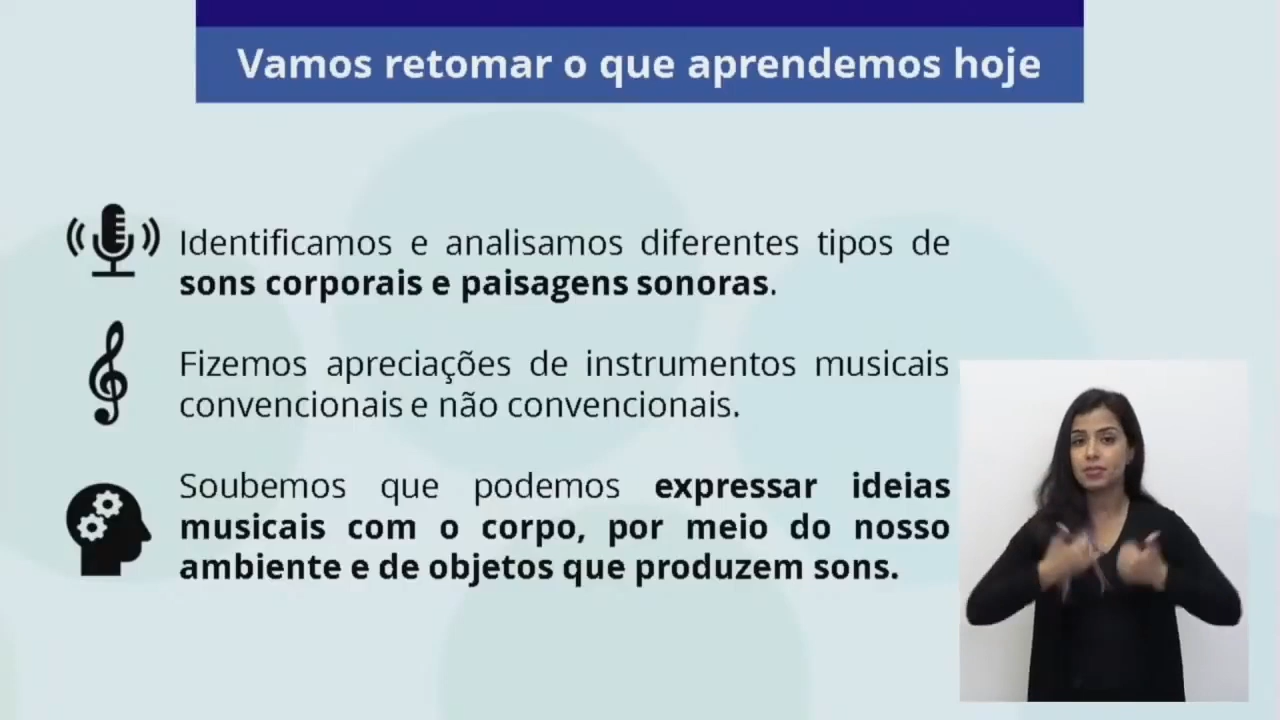 Vamos retomar o que aprendemos hoje
Identificamos e analisamos diferentes tipos de
sons corporais e paisagens sonoras.
Fizemos apreciações de instrumentos musicais
convencionais e não convencionais.
Soubemos que podemos expressar ideias
musicais com o corpo, por meio do nosso
ambiente e de objetos que produzem sons.